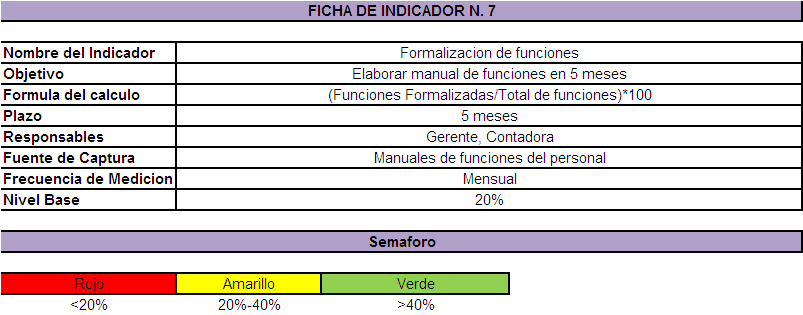 FICHA DE INDICADOR N. 7
Nombre del Indicador Formalizacion de funciones
Objetivo Elaborar manual de funciones en 5 meses
Formula del calculo (Funciones Formalizadas/Total de funciones)*100
Plazo 5 meses
Responsables Gerente, Contadora
Fuente de Captura Manuales de funciones del personal
Frecuencia de Medicion Mensual
Nivel Base 20%
Semaforo
Rojo Amarillo Verde
<20% 20%-40% >40%